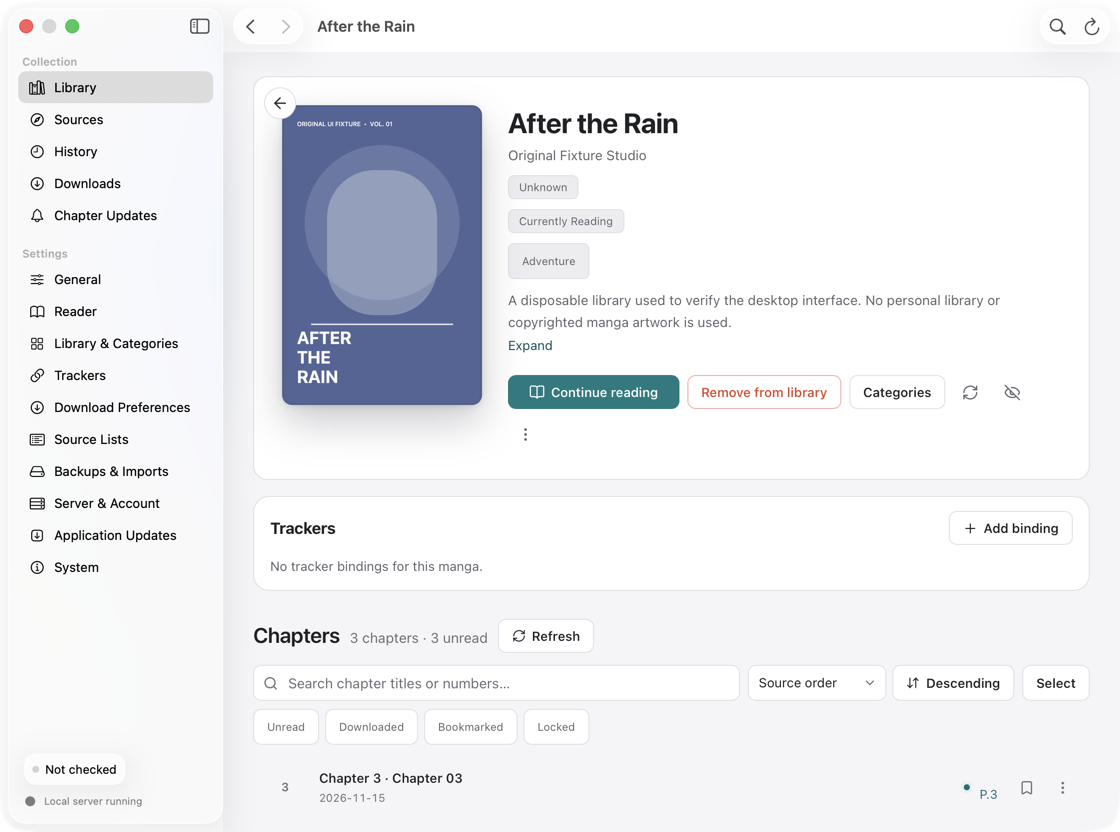 After the Rain
Collection
Library
Sources
History
Downloads
Chapter Updates
Settings
General
Reader
Library & Categories
Trackers
Download Preferences
Source Lists
Backups & Imports
Server & Account
Application Updates
System
Not checked
Local server running
ORIGINAL UI FIXTURE • VOL. 01
AFTER
THE
RAIN
After the Rain
Original Fixture Studio
Unknown
Currently Reading
Adventure
A disposable library used to verify the desktop interface. No personal library or
copyrighted manga artwork is used.
Expand
Continue reading
Remove from library
Categories
Trackers
Add binding
No tracker bindings for this manga.
Chapters 3 chapters · 3 unread Refresh
Search chapter titles or numbers...
Source order
Descending
Select
Unread
Downloaded
Bookmarked
Locked
3
Chapter 3 · Chapter 03
2026-11-15
P.3